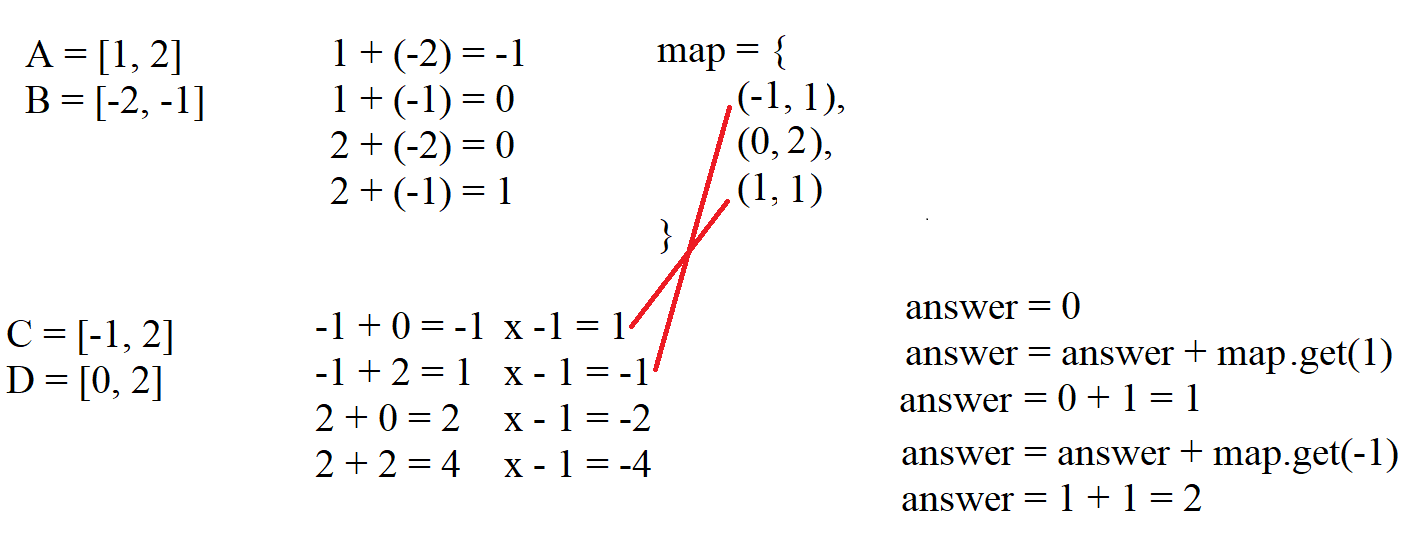 A = [1, 2]
B = [-2, -1]
1 + (-2) = -1
1 + (-1) = 0
2 + (-2) = 0
2 + (-1) = 1
map = {
(-1, 1),
(0, 2),
(1, 1)
}
C = [-1, 2]
D = [0, 2]
-1 + 0 = -1 x -1 = 1
-1 + 2 = 1 x - 1 = -1
2 + 0 = 2 x - 1 = -2
2 + 2 = 4 x - 1 = -4
answer = 0
answer = answer + map.get(1)
answer = 0 + 1 = 1
answer = answer + map.get(-1)
answer = 1 + 1 = 2